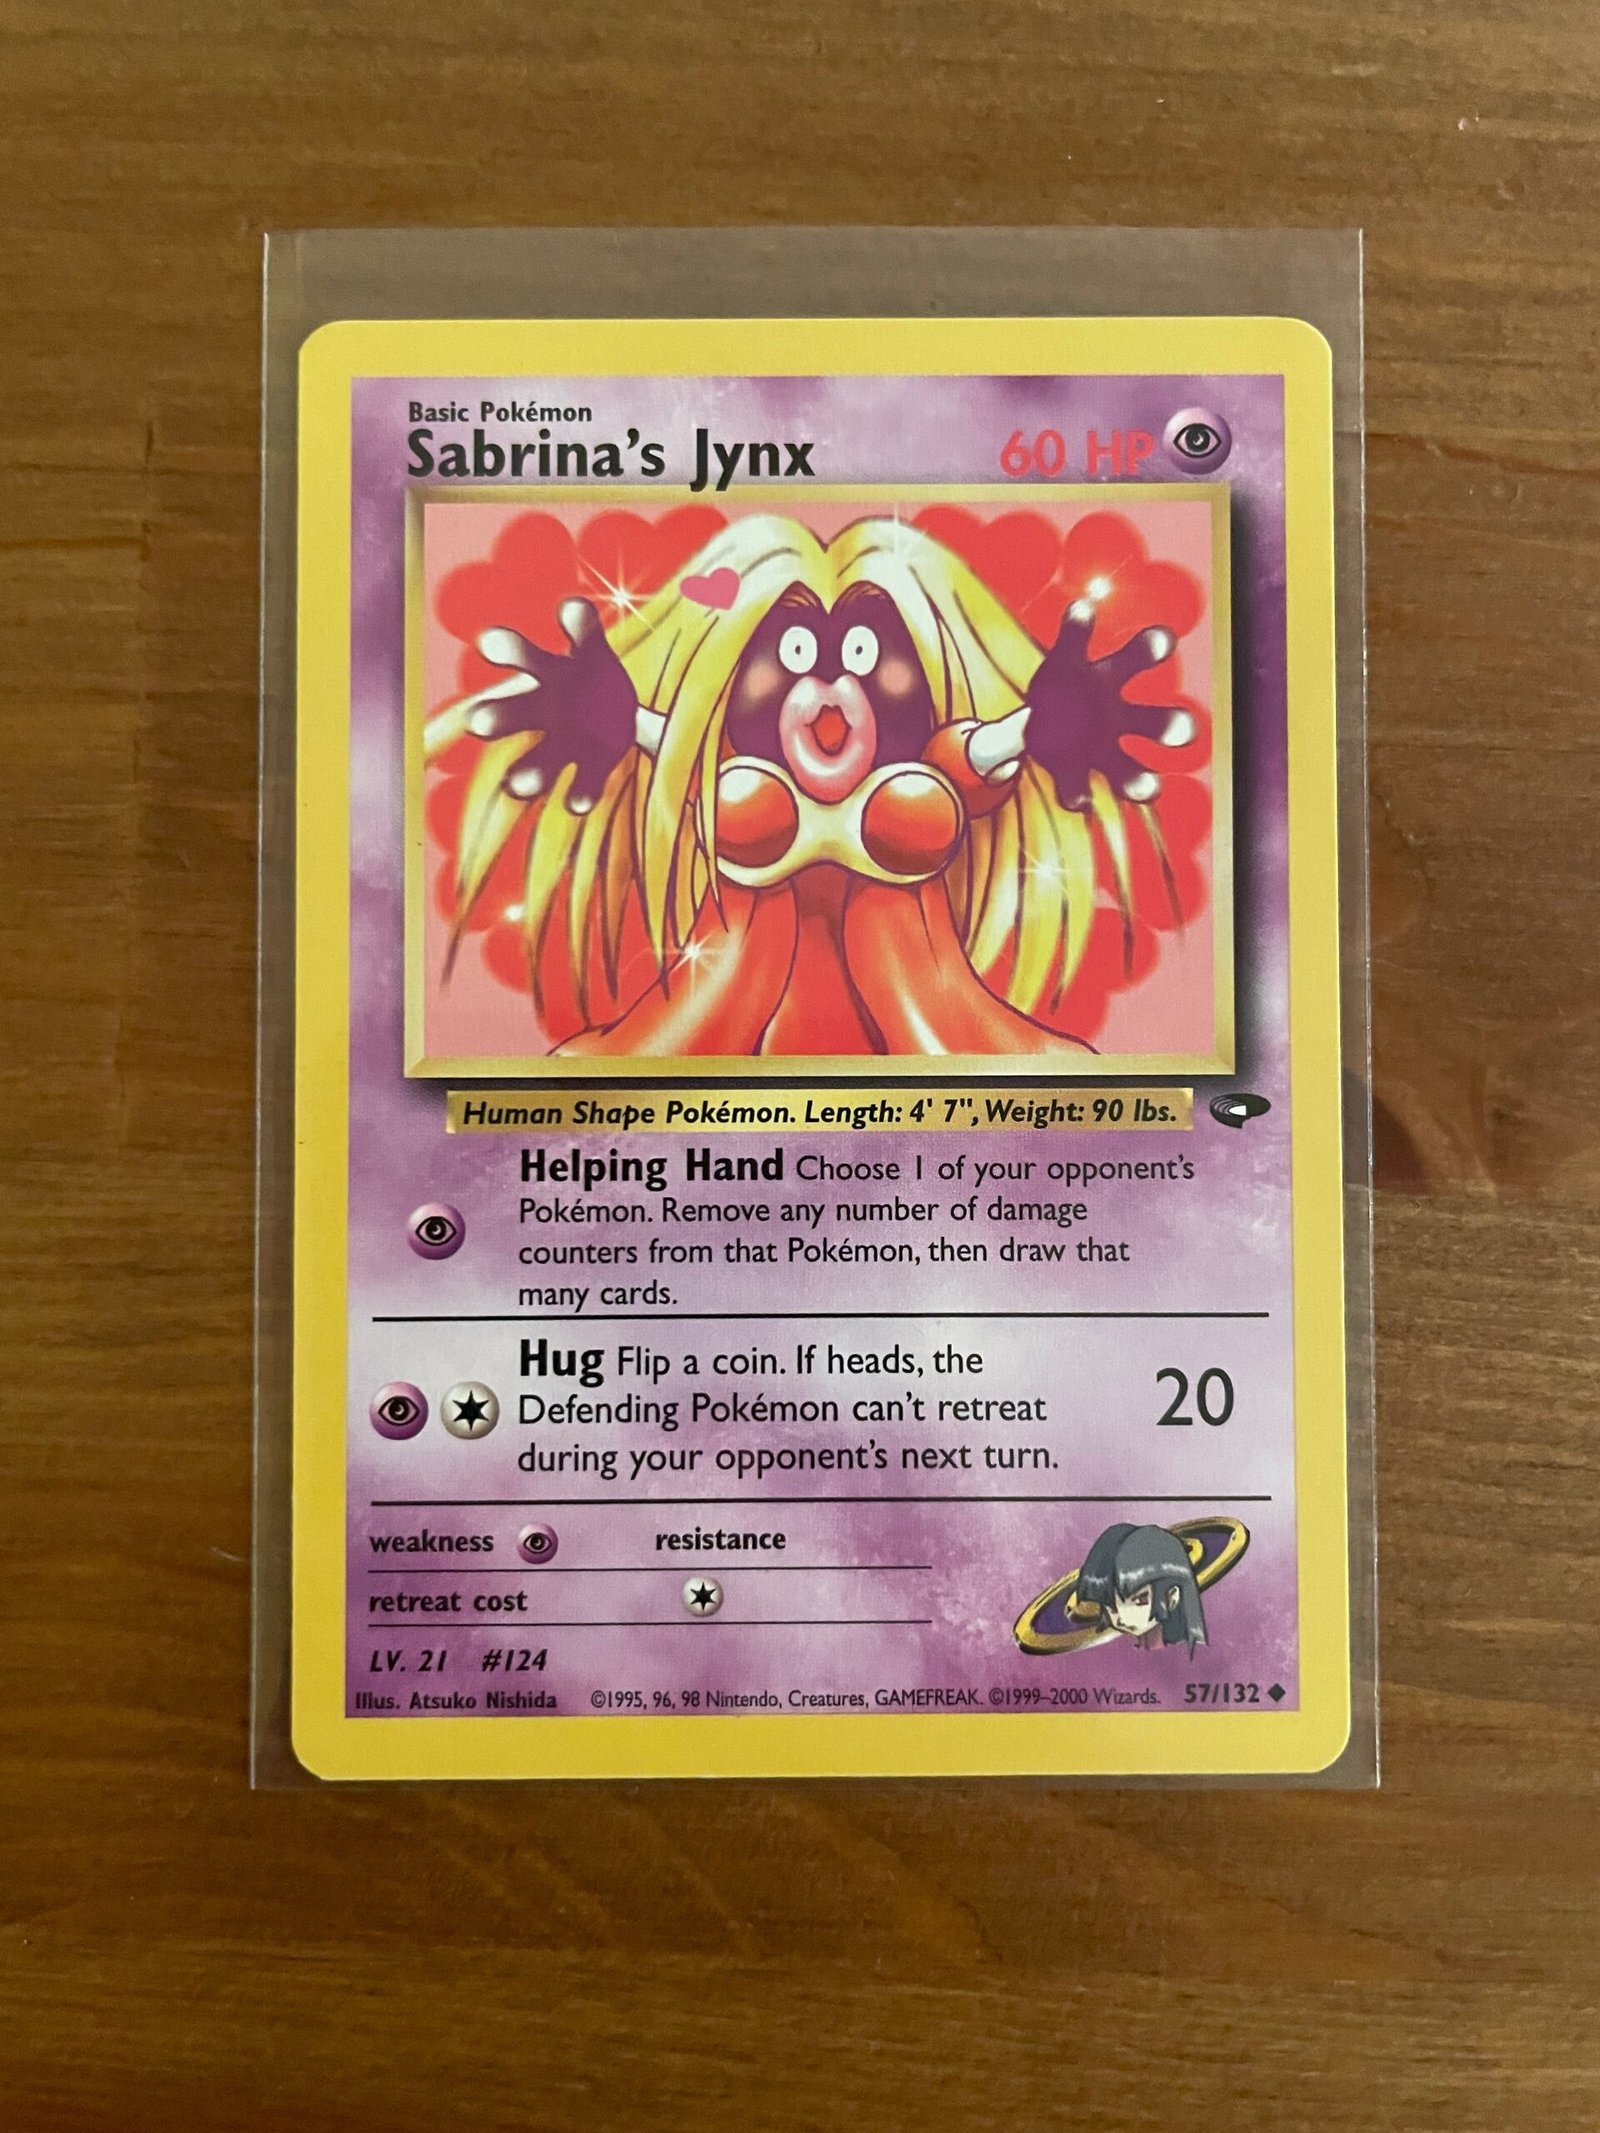 Basic Pokémon
Sabrina's Jynx 60 HP
Human Shape Pokémon. Length: 4' 7", Weight: 90 lbs.
Helping Hand Choose 1 of your opponent's
Pokémon. Remove any number of damage
counters from that Pokémon, then draw that
many cards.
Hug Flip a coin. If heads, the
Defending Pokémon can't retreat
during your opponent's next turn.
20
weakness resistance
retreat cost
LV. 21 #124
Illus. Atsuko Nishida ©1995, 96, 98 Nintendo, Creatures, GAMEFREAK. ©1999–2000 Wizards. 57/132